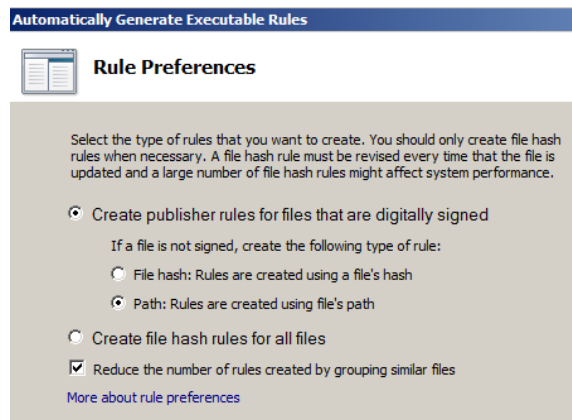 Automatically Generate Executable Rules
Rule Preferences
Select the type of rules that you want to create. You should only create file hash
rules when necessary. A file hash rule must be revised every time that the file is
updated and a large number of file hash rules might affect system performance.
Create publisher rules for files that are digitally signed
If a file is not signed, create the following type of rule:
File hash: Rules are created using a file's hash
Path: Rules are created using file's path
Create file hash rules for all files
Reduce the number of rules created by grouping similar files
More about rule preferences